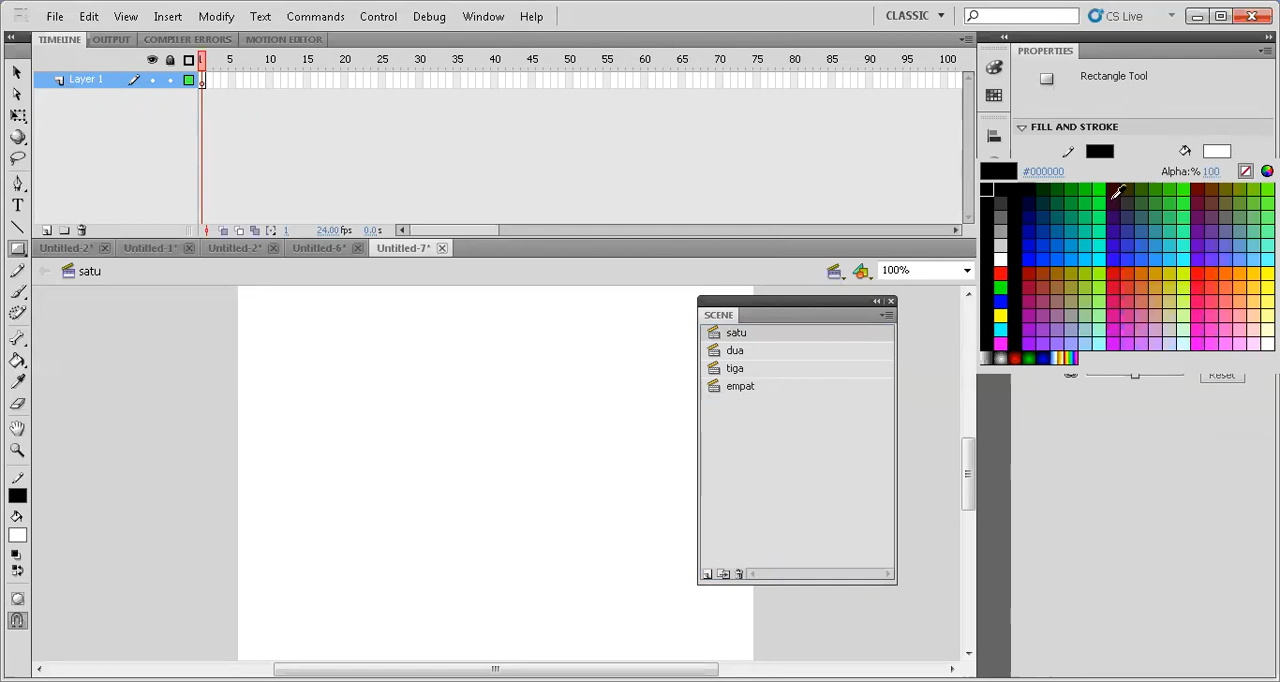 File Edit View Insert Modify Text Commands Control Debug Window Help CLASSIC CS Live
TIMELINE OUTPUT COMPILER ERRORS MOTION EDITOR
5 10 15 20 25 30 35 40 45 50 55 60 65 70 75 80 85 90 95 100
Layer 1
1 24.00 fps 0.0 s
Untitled-2* Untitled-1* Untitled-2* Untitled-6* Untitled-7*
satu 100%
SCENE
satu
dua
tiga
empat
PROPERTIES
Rectangle Tool
FILL AND STROKE
#000000 Alpha:% 100
Reset